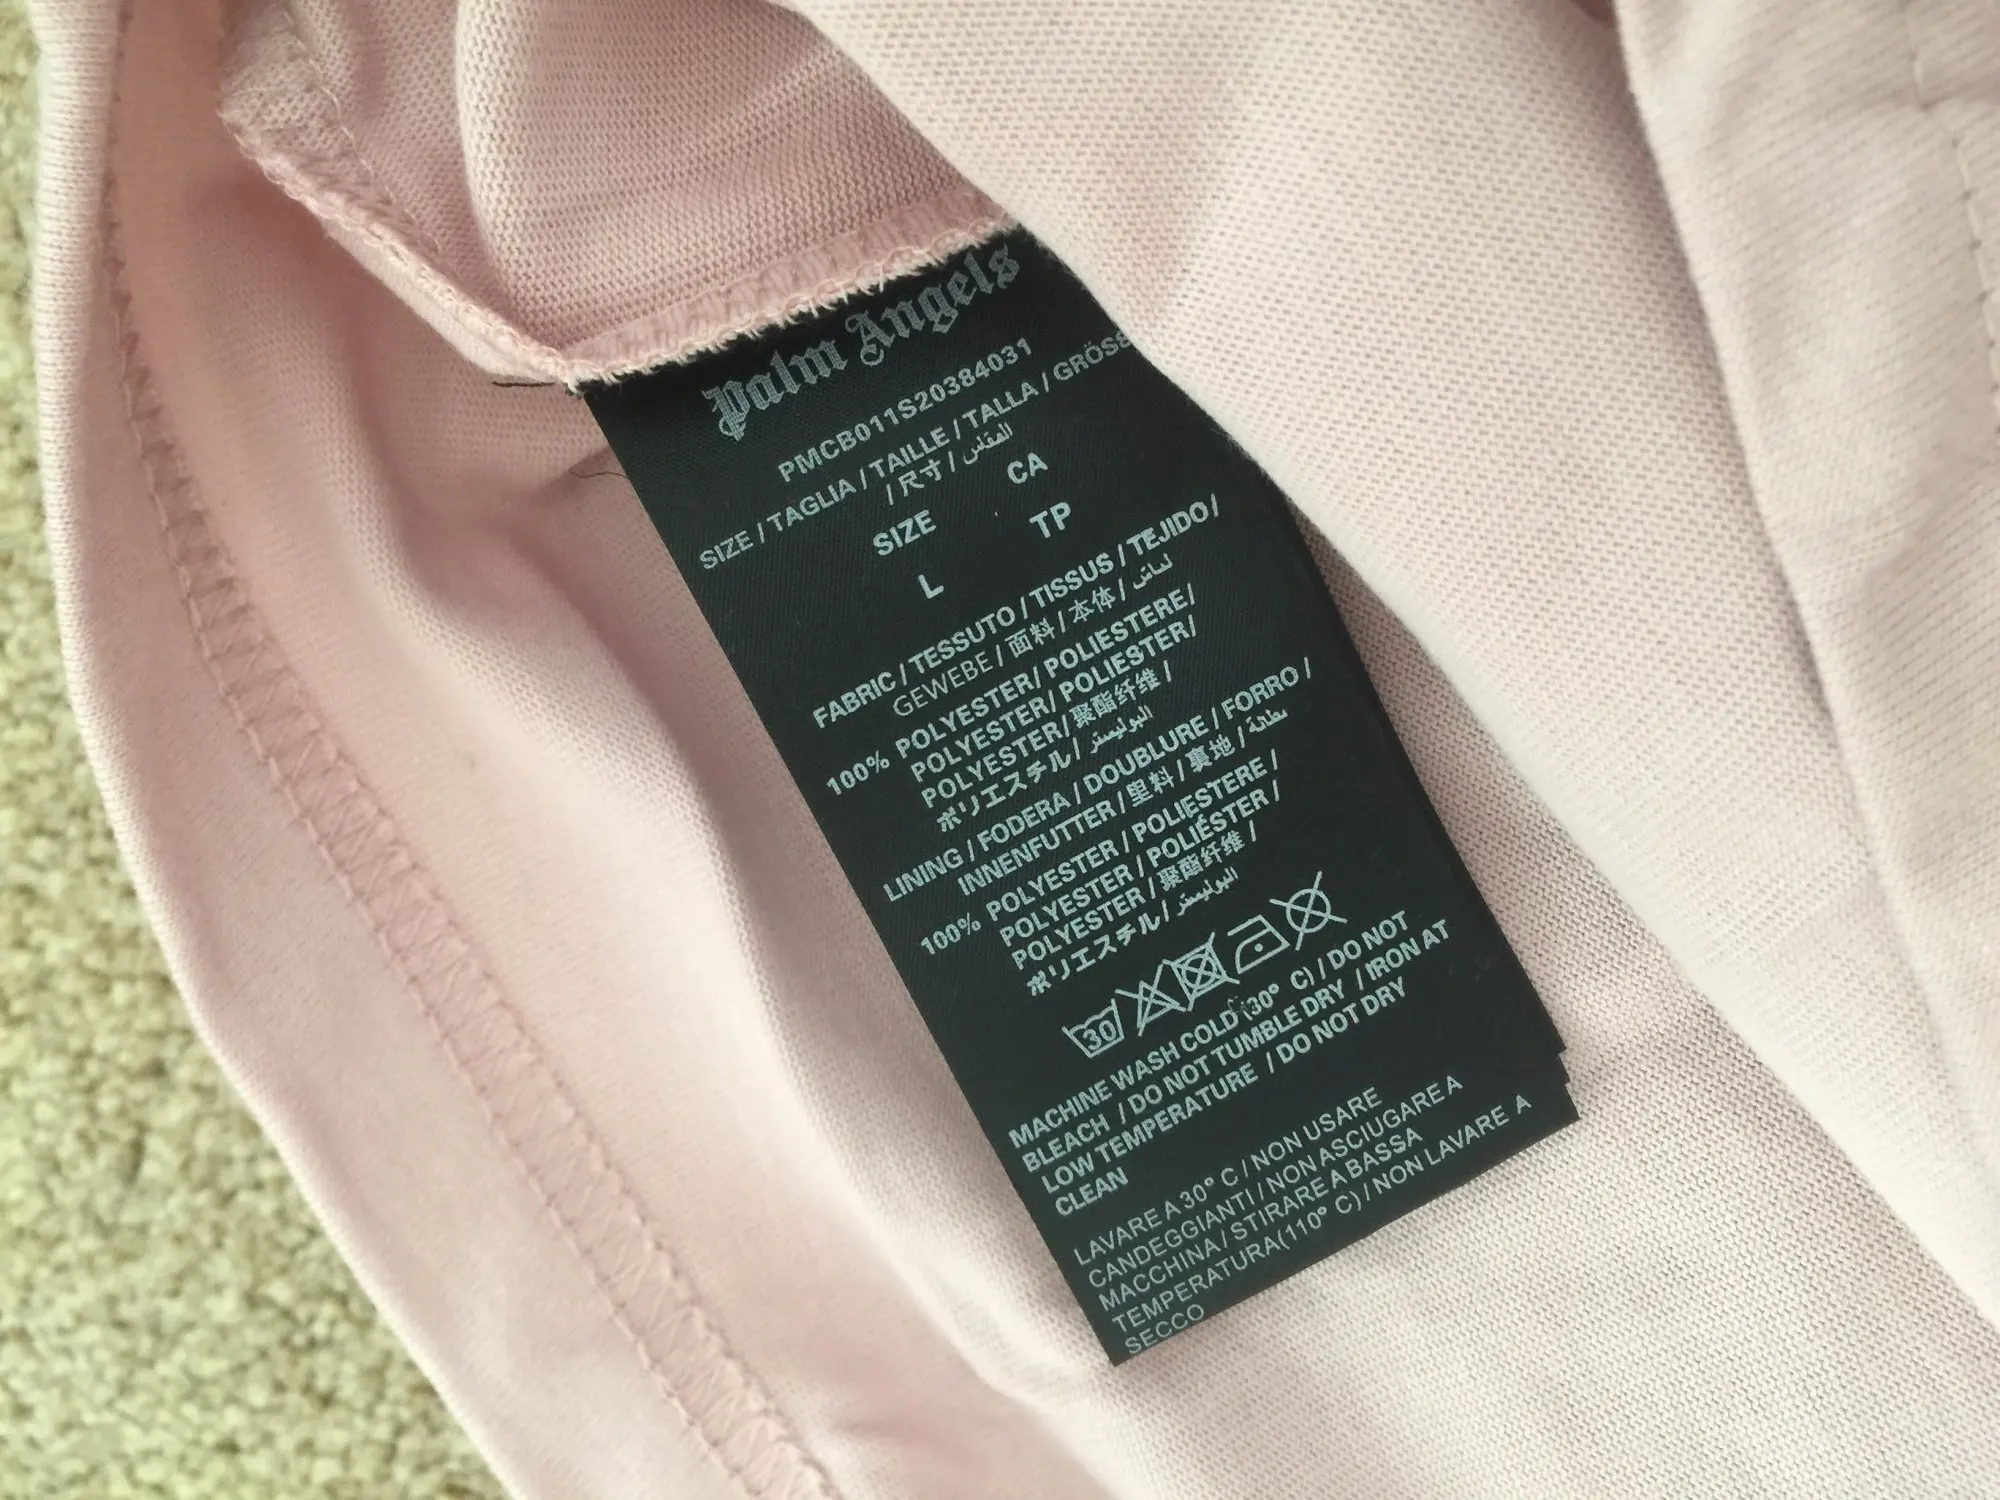 Palm Angels
PMCB011S20384031
SIZE / TAGLIA / TAILLE / TALLA / GRÖSS
/ 尺寸 / المقاس
SIZE CA
L TP
FABRIC / TESSUTO / TISSUS / TEJIDO /
GEWEBE / 面料 / 本体 / لباس
100% POLYESTER/ POLIESTERE/
POLYESTER/ POLIESTER/
POLYESTER/ 聚酯纤维 /
ポリエスチル / البوليستر
LINING / FODERA / DOUBLURE / FORRO /
INNENFUTTER / 里料 / 裏地 / بطانة
100% POLYESTER / POLIESTERE /
POLYESTER / POLIÉSTER /
POLYESTER / 聚酯纤维 /
ポリエスチル/ البوليستر
30
MACHINE WASH COLD (30° C) / DO NOT
BLEACH / DO NOT TUMBLE DRY / IRON AT
LOW TEMPERATURE / DO NOT DRY
CLEAN
LAVARE A 30° C / NON USARE
CANDEGGIANTI / NON ASCIUGARE A
MACCHINA / STIRARE A BASSA
TEMPERATURA(110° C) / NON LAVARE A
SECCO